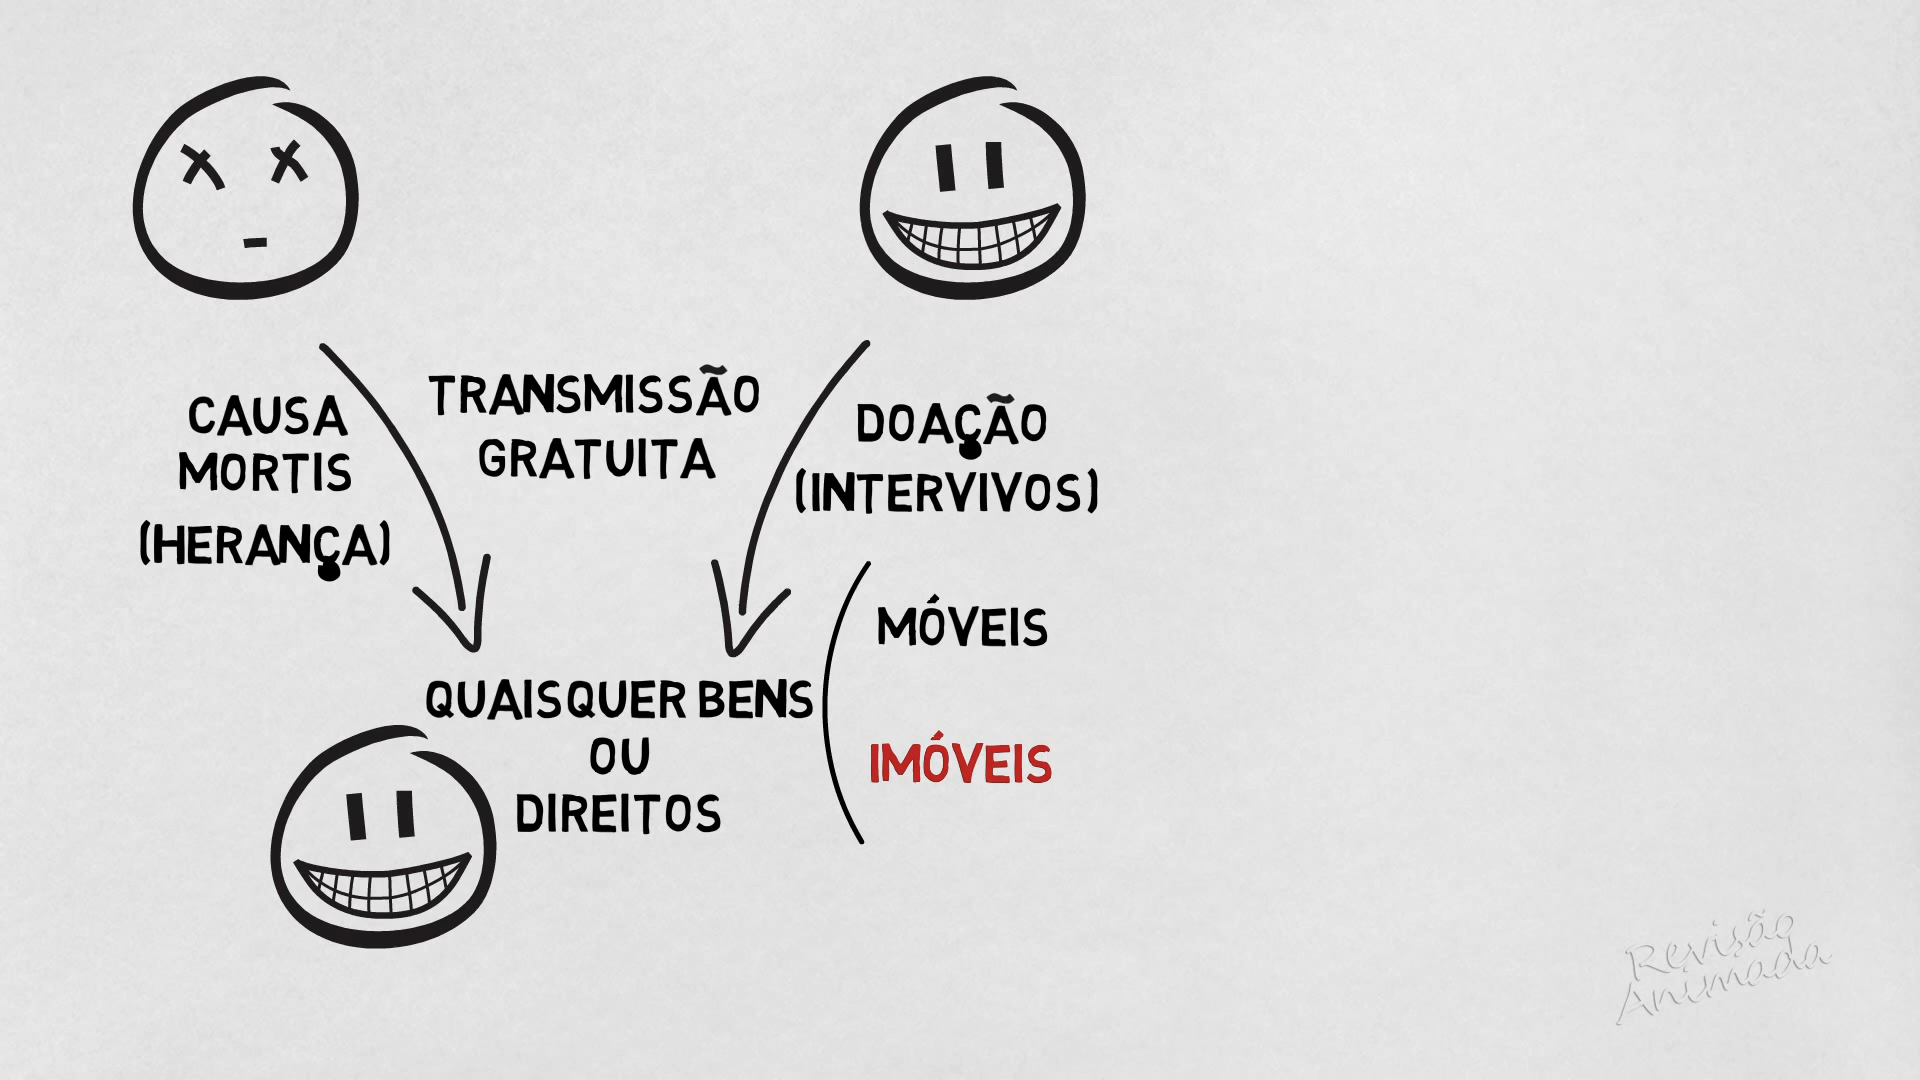 CAUSA
MORTIS
(HERANÇA)
TRANSMISSÃO
GRATUITA
DOAÇÃO
(INTERVIVOS)
QUAISQUER BENS
OU
DIREITOS
MÓVEIS
IMÓVEIS
Revisão
Animada